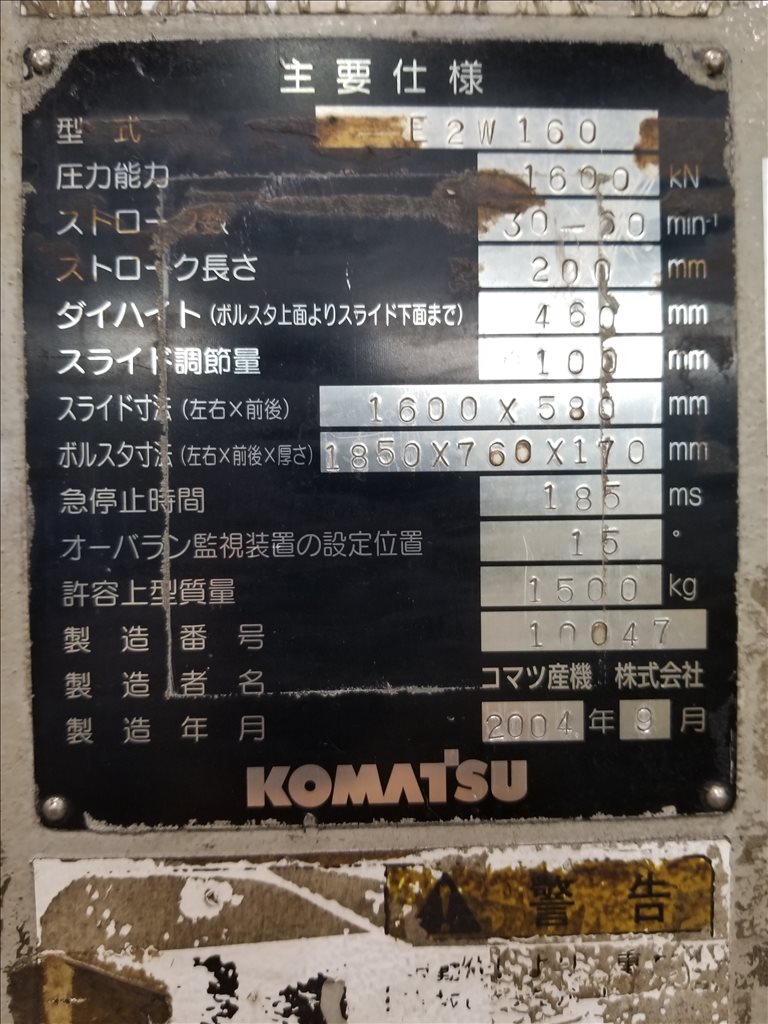 主要仕様
型式 E2W160
圧力能力 1600 kN
ストローク数 30-60 min⁻¹
ストローク長さ 200 mm
ダイハイト(ボルスタ上面よりスライド下面まで) 460 mm
スライド調節量 100 mm
スライド寸法(左右×前後) 1600X580 mm
ボルスタ寸法(左右×前後×厚さ) 1850X760X170 mm
急停止時間 185 ms
オーバラン監視装置の設定位置 15 °
許容上型質量 1500 kg
製造番号 10047
製造者名 コマツ産機 株式会社
製造年月 2004年9月
KOMATSU
警告